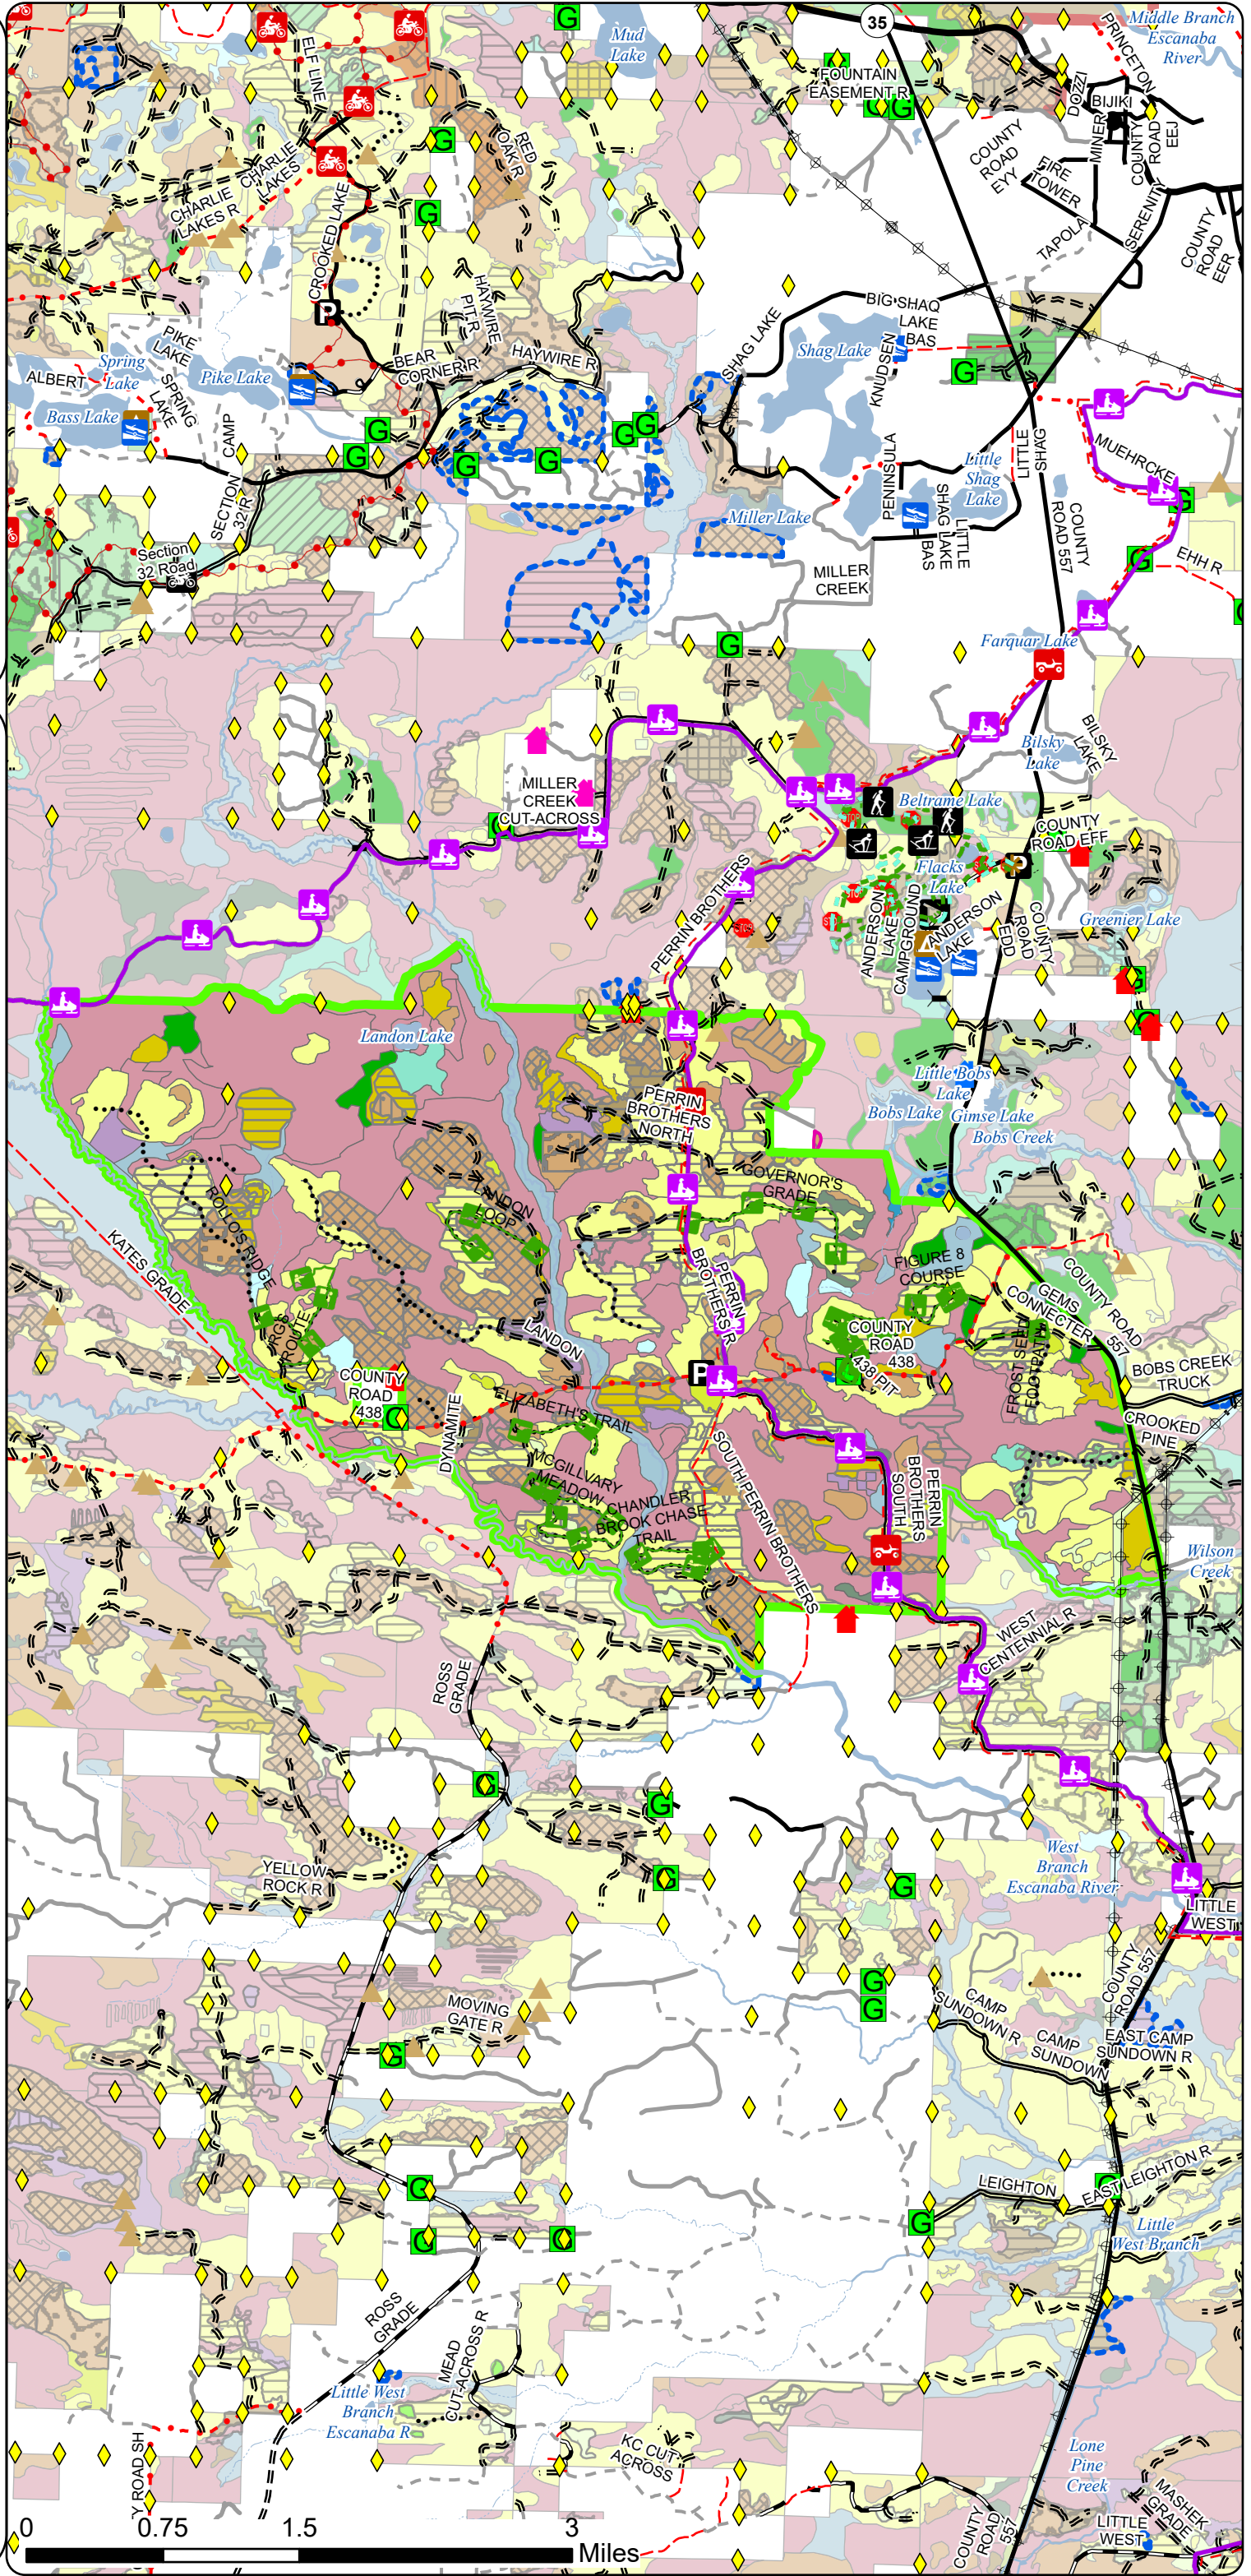 35
Mud
Lake
Middle Branch
Escanaba
River
PRINCETON
ELF LINE
FOUNTAIN
EASEMENT R
DOZZI
BIJIKI
MINER
COUNTY
ROAD
EEJ
RED
OAK R
COUNTY
ROAD
EYY
FIRE
TOWER
CHARLIE
LAKES
CHARLIE
LAKES R
CROOKED LAKE
TAPOLA
SERENITY
COUNTY
ROAD
EER
P
HAYWIRE
PIT R
BIG SHAQ
LAKE
BAS
SHAG LAKE
Shag Lake
KNUDSEN
PIKE
LAKE
BEAR
CORNER R
HAYWIRE R
Spring
Lake
Pike Lake
ALBERT
SPRING
LAKE
Bass Lake
CAMP
G
LITTLE
SHAG
MUEHRCKE
PENINSULA
Little
Shag
Lake
SECTION
32 R
Section
32 Road
Miller Lake
SHAG LAKE
BAS
LITTLE
COUNTY
ROAD 557
EHH R
MILLER
CREEK
Farquar Lake
BILSKY
LAKE
Bilsky
Lake
MILLER
CREEK
CUT-ACROSS
Beltrame Lake
COUNTY
ROAD EFF
STOP
P
Flacks
Lake
PERRIN BROTHERS
ANDERSON
LAKE
CAMPGROUND
ANDERSON
LAKE
COUNTY
ROAD
EDD
Greenier Lake
Landon Lake
Little Bobs
Lake
Bobs Lake
Gimse Lake
Bobs Creek
PERRIN
BROTHERS
NORTH
GOVERNOR'S
GRADE
LANDON
LOOP
ROLLOS RIDGE
KATES GRADE
FIGURE 8
COURSE
PERRIN
BROTHERS R
GEMS
CONNECTER
COUNTY ROAD
557
ROUTE
LANDON
COUNTY
ROAD
438
438 PIT
FROST SEED
FOOTPATH
BOBS CREEK
TRUCK
P
COUNTY
ROAD
438
DYNAMITE
ELIZABETH'S TRAIL
CROOKED
PINE
MCGILLVARY
MEADOW
CHANDLER
BROOK CHASE
TRAIL
SOUTH PERRIN BROTHERS
PERRIN
BROTHERS
SOUTH
Wilson
Creek
ROSS
GRADE
WEST
CENTENNIAL R
YELLOW
ROCK R
West
Branch
Escanaba River
LITTLE
WEST
COUNTY
ROAD 557
MOVING
GATE R
CAMP
SUNDOWN R
CAMP
SUNDOWN
EAST CAMP
SUNDOWN R
LEIGHTON
EAST LEIGHTON R
Little
West Branch
ROSS
GRADE
MEAD
CUT-ACROSS R
Little West
Branch
Escanaba R
KC CUT
ACROSS
Lone
Pine
Creek
Y ROAD SH
MASHEK
GRADE
LITTLE
WEST
COUNTY
ROAD
557
0 0.75 1.5 3
Miles